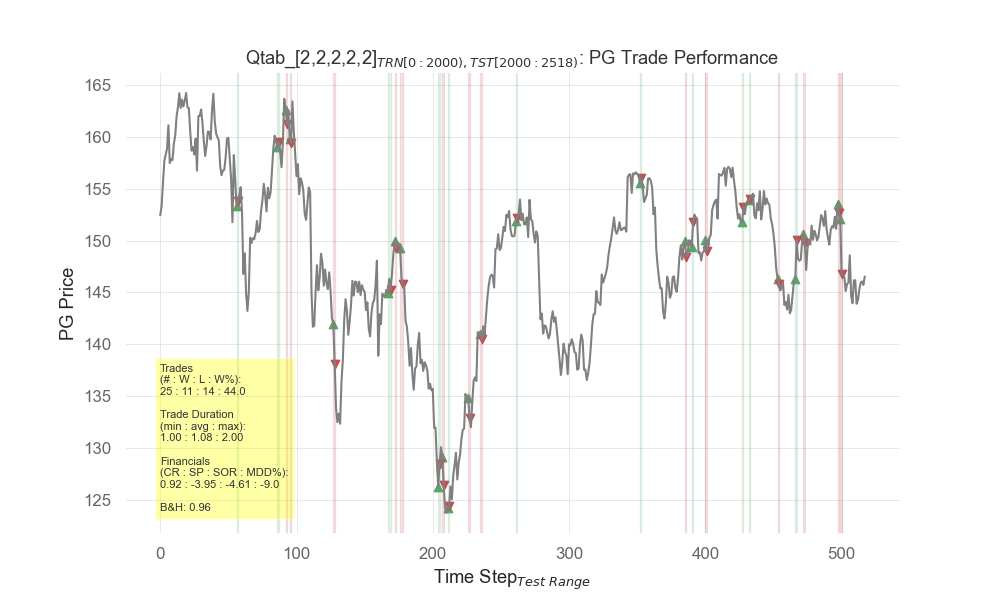 Qtab_[2,2,2,2,2]TRN[0 : 2000), TST[2000 : 2518) : PG Trade Performance
165
160
155
150
145
140
135
130
125
PG Price
Trades
(# : W : L : W%):
25 : 11 : 14 : 44.0
Trade Duration
(min : avg : max):
1.00 : 1.08 : 2.00
Financials
(CR : SP : SOR : MDD%):
0.92 : -3.95 : -4.61 : -9.0
B&H: 0.96
0 100 200 300 400 500
Time StepTest Range